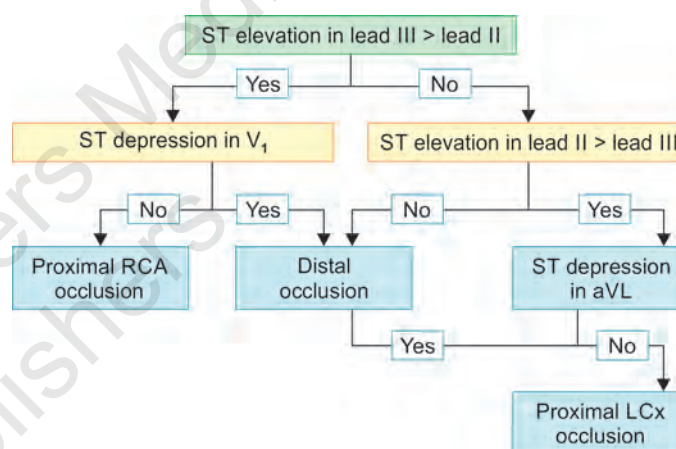 ST elevation in lead III > lead II
Yes
No
ST depression in V₁
ST elevation in lead II > lead III
No
Yes
No
Yes
Proximal RCA
occlusion
Distal
occlusion
ST depression
in aVL
Yes
No
Proximal LCx
occlusion